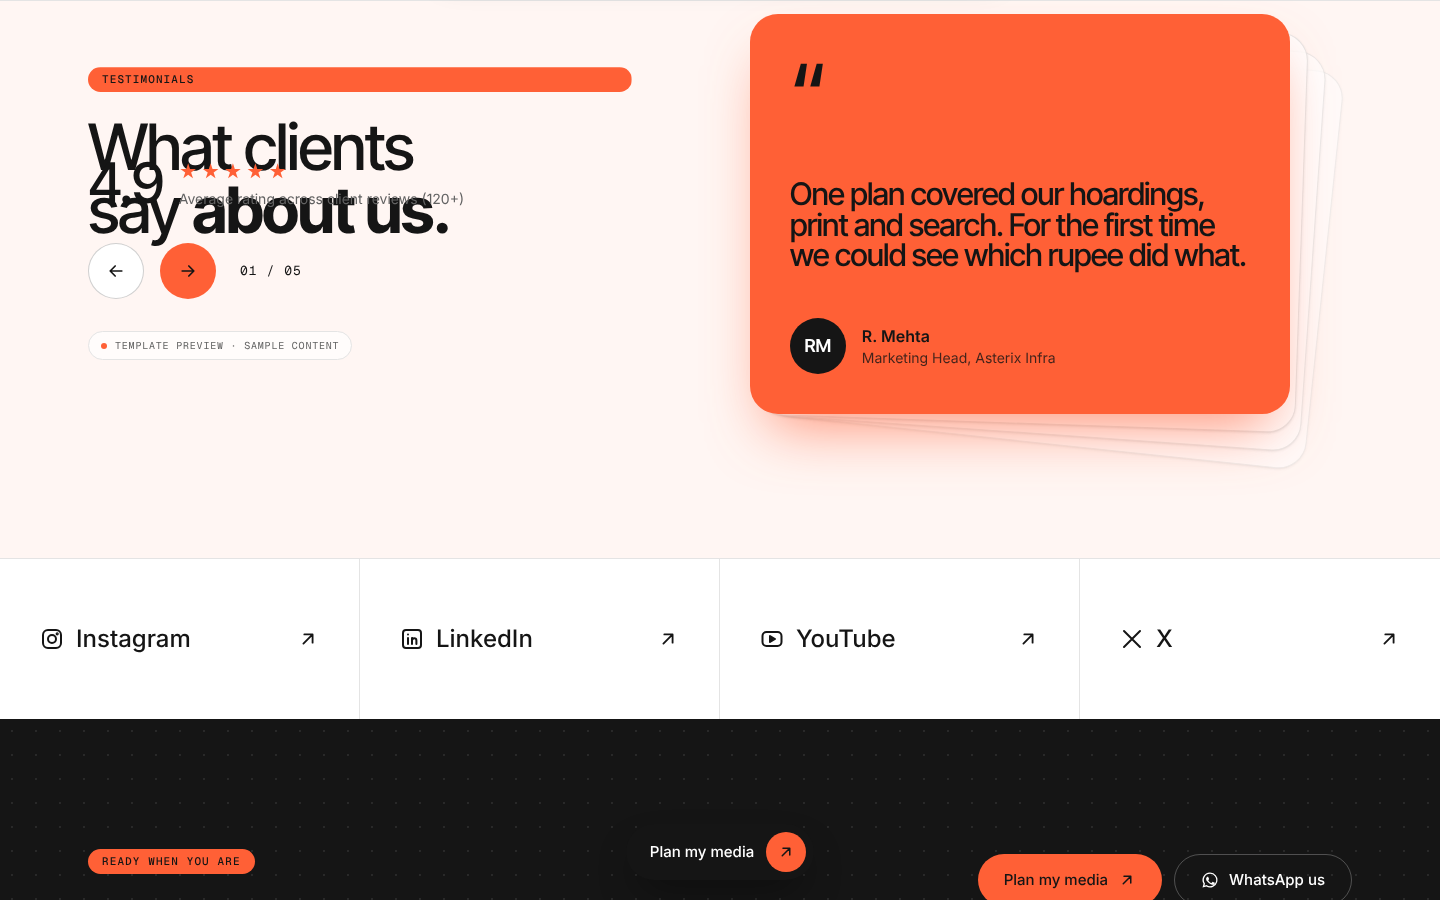 TESTIMONIALS
What clients
say about us.
4.9 ★★★★★
Average rating across client reviews (120+)
01 / 05
TEMPLATE PREVIEW · SAMPLE CONTENT
“
One plan covered our hoardings,
print and search. For the first time
we could see which rupee did what.
RM
R. Mehta
Marketing Head, Asterix Infra
Instagram
LinkedIn
YouTube
X
READY WHEN YOU ARE
Plan my media
Plan my media
WhatsApp us